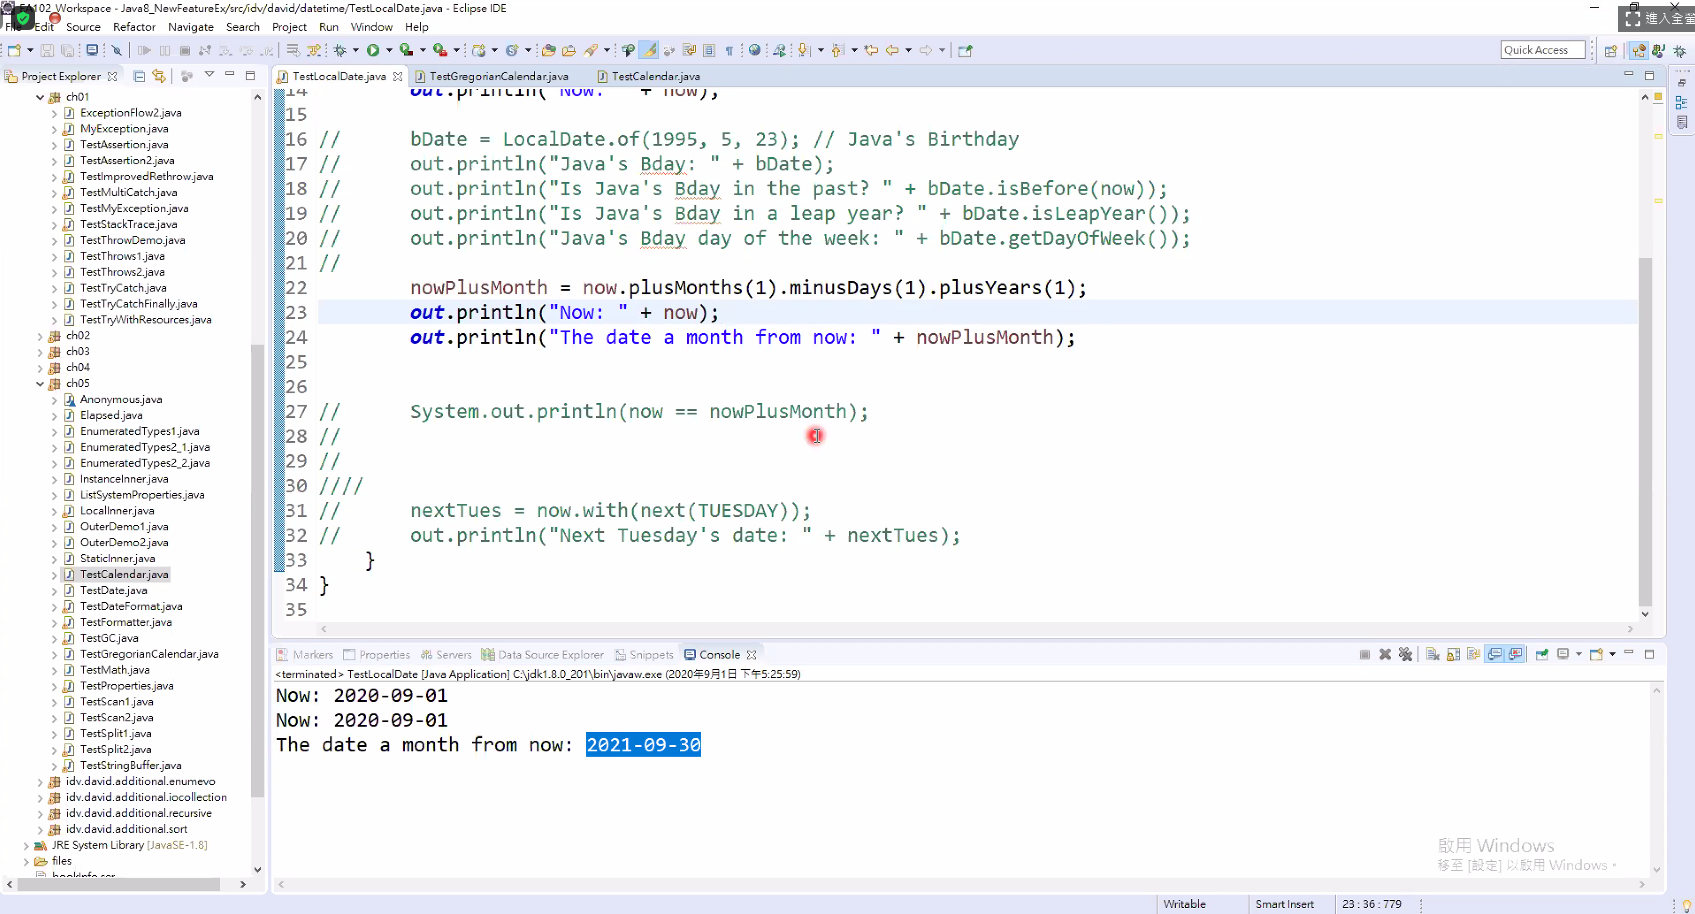 EA102_Workspace - Java8_NewFeatureEx/src/idv/david/datetime/TestLocalDate.java - Eclipse IDE
File Edit Source Refactor Navigate Search Project Run Window Help
進入全螢
Quick Access
Project Explorer
ch01
ExceptionFlow2.java
MyException.java
TestAssertion.java
TestAssertion2.java
TestImprovedRethrow.java
TestMultiCatch.java
TestMyException.java
TestStackTrace.java
TestThrowDemo.java
TestThrows1.java
TestThrows2.java
TestTryCatch.java
TestTryCatchFinally.java
TestTryWithResources.java
ch02
ch03
ch04
ch05
Anonymous.java
Elapsed.java
EnumeratedTypes1.java
EnumeratedTypes2_1.java
EnumeratedTypes2_2.java
InstanceInner.java
ListSystemProperties.java
LocalInner.java
OuterDemo1.java
OuterDemo2.java
StaticInner.java
TestCalendar.java
TestDate.java
TestDateFormat.java
TestFormatter.java
TestGC.java
TestGregorianCalendar.java
TestMath.java
TestProperties.java
TestScan1.java
TestScan2.java
TestSplit1.java
TestSplit2.java
TestStringBuffer.java
idv.david.additional.enumevo
idv.david.additional.iocollection
idv.david.additional.recursive
idv.david.additional.sort
JRE System Library [JavaSE-1.8]
files
bookInfo.ser
TestLocalDate.java TestGregorianCalendar.java TestCalendar.java
14 out.println("Now: " + now);
15
16 // bDate = LocalDate.of(1995, 5, 23); // Java's Birthday
17 // out.println("Java's Bday: " + bDate);
18 // out.println("Is Java's Bday in the past? " + bDate.isBefore(now));
19 // out.println("Is Java's Bday in a leap year? " + bDate.isLeapYear());
20 // out.println("Java's Bday day of the week: " + bDate.getDayOfWeek());
21 //
22 nowPlusMonth = now.plusMonths(1).minusDays(1).plusYears(1);
23 out.println("Now: " + now);
24 out.println("The date a month from now: " + nowPlusMonth);
25
26
27 // System.out.println(now == nowPlusMonth);
28 //
29 //
30 ////
31 // nextTues = now.with(next(TUESDAY));
32 // out.println("Next Tuesday's date: " + nextTues);
33 }
34 }
35
Markers Properties Servers Data Source Explorer Snippets Console
<terminated> TestLocalDate [Java Application] C:\jdk1.8.0_201\bin\javaw.exe (2020年9月1日 下午5:25:59)
Now: 2020-09-01
Now: 2020-09-01
The date a month from now: 2021-09-30
啟用 Windows
移至 [設定] 以啟用 Windows。
Writable Smart Insert 23 : 36 : 779